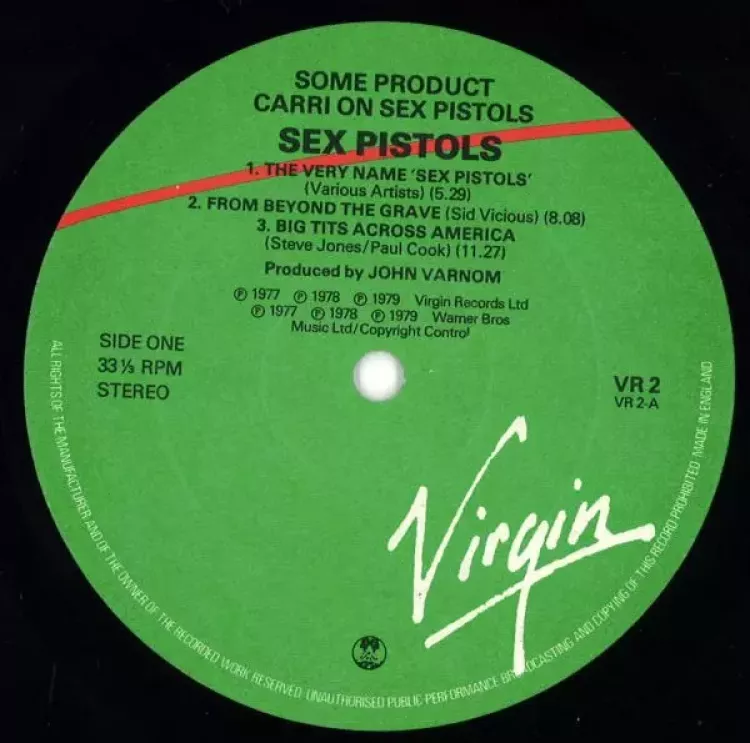 SOME PRODUCT
CARRI ON SEX PISTOLS
SEX PISTOLS
1. THE VERY NAME 'SEX PISTOLS'
(Various Artists) (5.29)
2. FROM BEYOND THE GRAVE (Sid Vicious) (8.08)
3. BIG TITS ACROSS AMERICA
(Steve Jones/Paul Cook) (11.27)
Produced by JOHN VARNOM
℗ 1977 ℗ 1978 ℗ 1979 Virgin Records Ltd
℗ 1977 ℗ 1978 ℗ 1979 Warner Bros
Music Ltd/Copyright Control
SIDE ONE
33⅓ RPM
STEREO
VR 2
VR 2-A
Virgin
ALL RIGHTS OF THE MANUFACTURER AND OF THE OWNER OF THE RECORDED WORK RESERVED. UNAUTHORISED PUBLIC PERFORMANCE BROADCASTING AND COPYING OF THIS RECORD PROHIBITED MADE IN ENGLAND